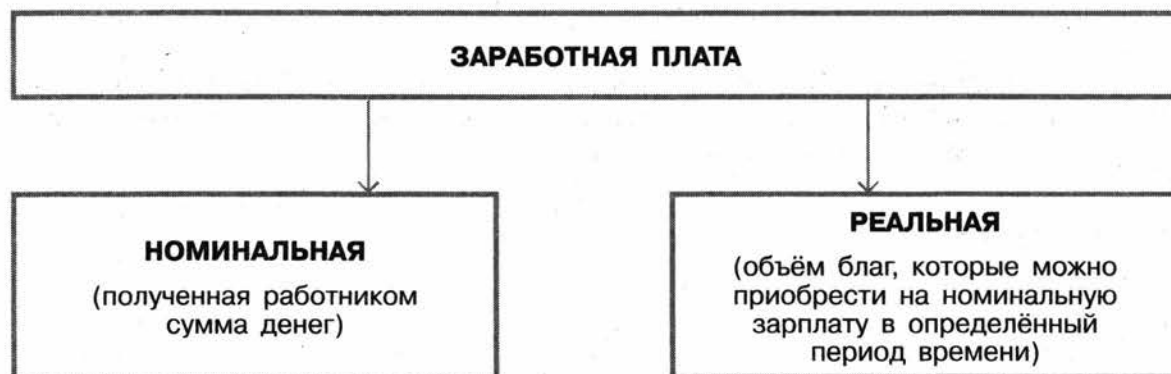 ЗАРАБОТНАЯ ПЛАТА
НОМИНАЛЬНАЯ
(полученная работником
сумма денег)
РЕАЛЬНАЯ
(объём благ, которые можно
приобрести на номинальную
зарплату в определённый
период времени)